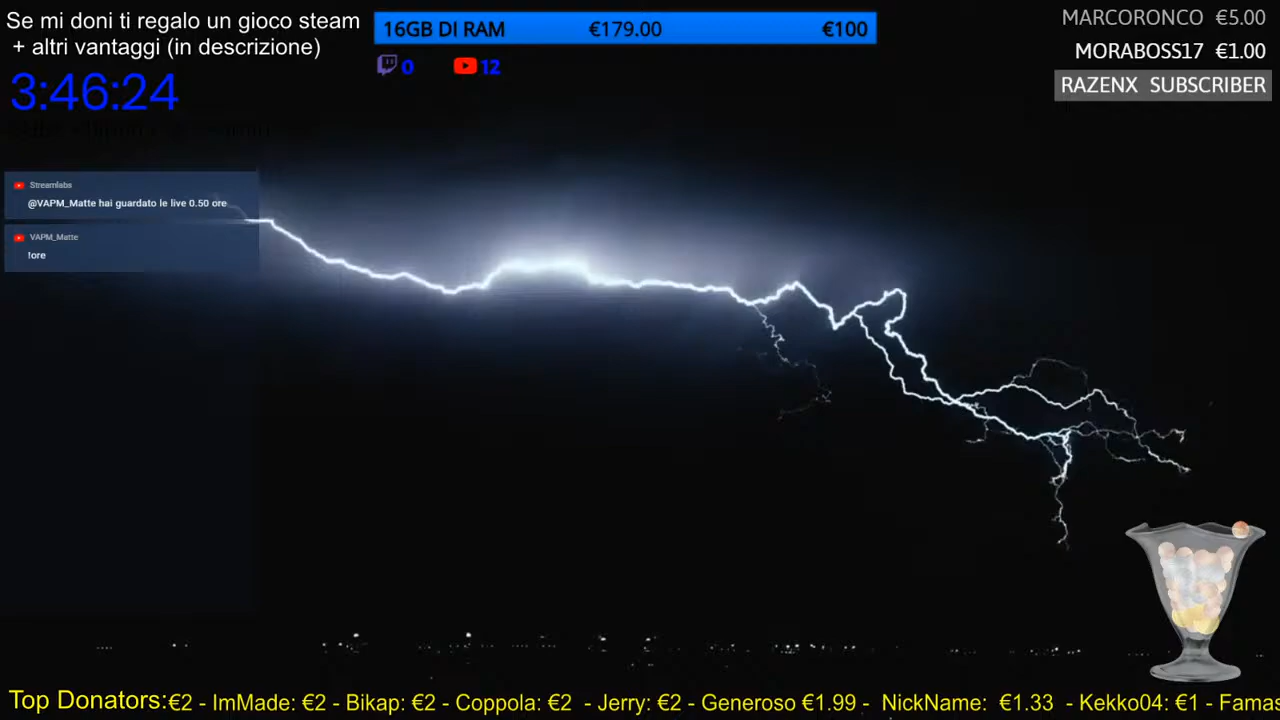 Se mi doni ti regalo un gioco steam
+ altri vantaggi (in descrizione)
3:46:24
16GB DI RAM €179.00 €100
0 12
MARCORONCO €5.00
MORABOSS17 €1.00
RAZENX SUBSCRIBER
Streamlabs
@VAPM_Matte hai guardato le live 0.50 ore
VAPM_Matte
!ore
Top Donators:€2 - ImMade: €2 - Bikap: €2 - Coppola: €2 - Jerry: €2 - Generoso €1.99 - NickName: €1.33 - Kekko04: €1 - Famas